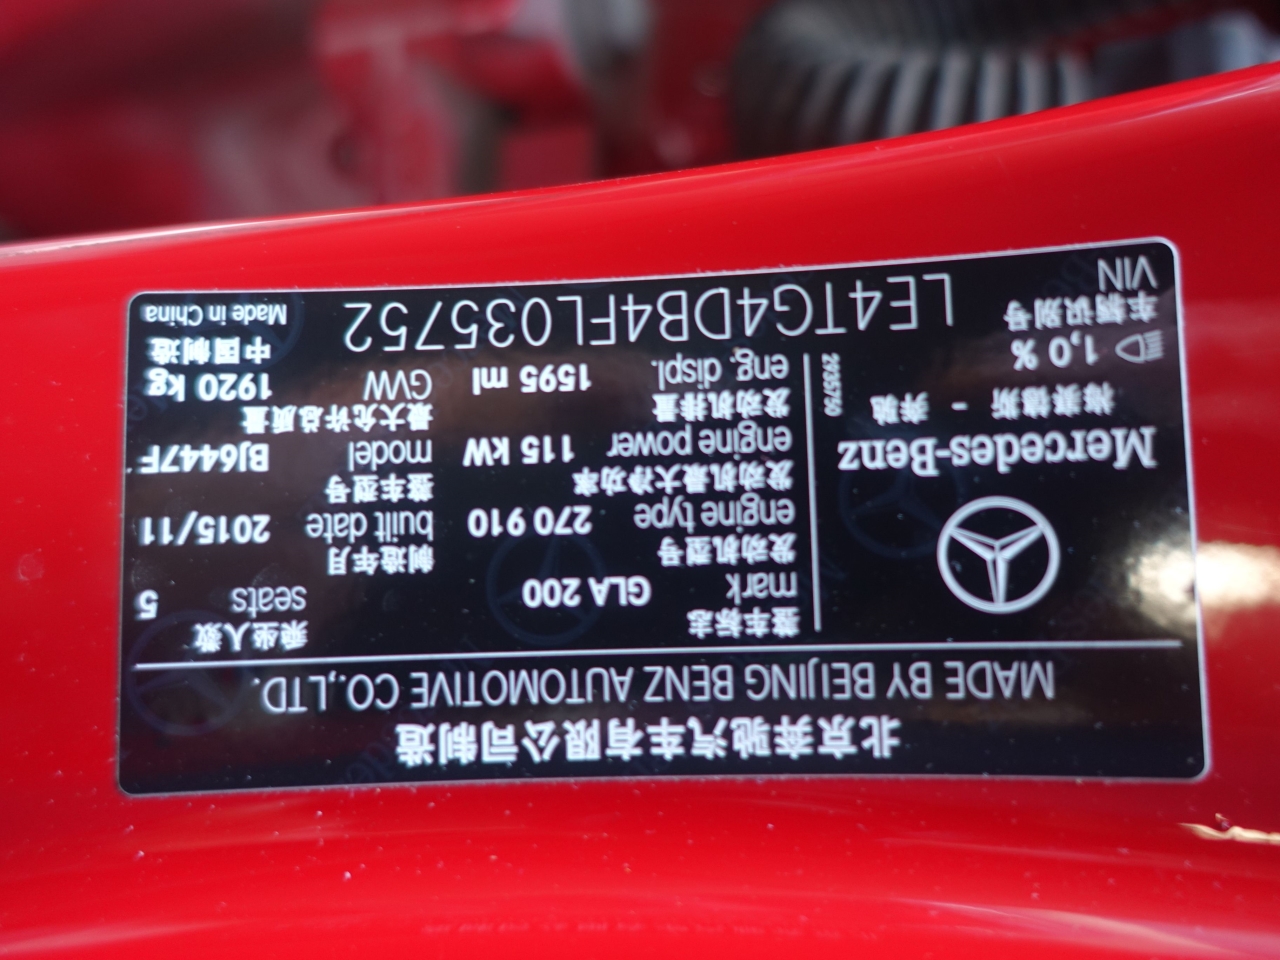 北京奔驰汽车有限公司制造
MADE BY BEIJING BENZ AUTOMOTIVE CO.,LTD.
Mercedes-Benz
梅赛德斯 - 奔驰
1,0 %
2935750
整车标志
mark GLA 200
乘坐人数
seats 5
发动机型号
engine type 270 910
制造年月
built date 2015/11
发动机最大净功率
engine power 115 kW
整车型号
model BJ6447F
发动机排量
eng. displ. 1595 ml
最大允许总质量
GVW 1920 kg
车辆识别号
VIN LE4TG4DB4FL035752
中国制造
Made in China